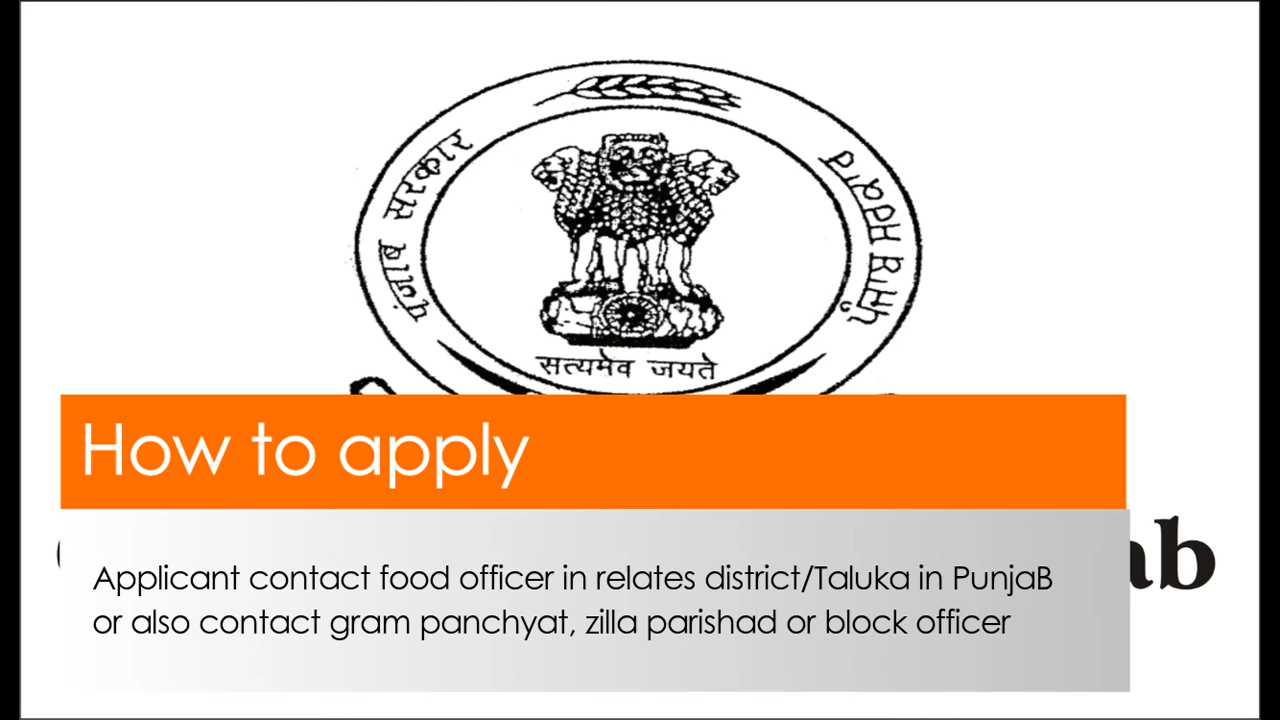 पंजाब सरकार
सत्यमेव जयते
How to apply
ab
Applicant contact food officer in relates district/Taluka in PunjaB
or also contact gram panchyat, zilla parishad or block officer